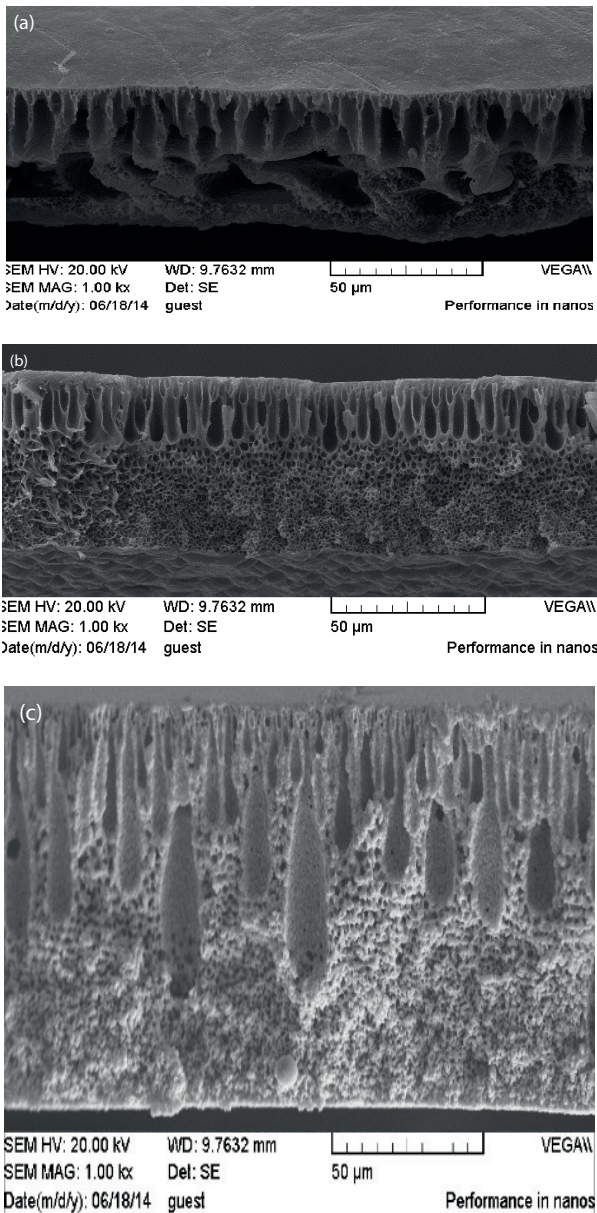 (a)
SEM HV: 20.00 kV WD: 9.7632 mm VEGA\\
SEM MAG: 1.00 kx Det: SE 50 µm
Date(m/d/y): 06/18/14 guest Performance in nanos
(b)
SEM HV: 20.00 kV WD: 9.7632 mm VEGA\\
SEM MAG: 1.00 kx Det: SE 50 µm
Date(m/d/y): 06/18/14 guest Performance in nanos
(c)
SEM HV: 20.00 kV WD: 9.7632 mm VEGA\\
SEM MAG: 1.00 kx Det: SE 50 µm
Date(m/d/y): 06/18/14 guest Performance in nanos